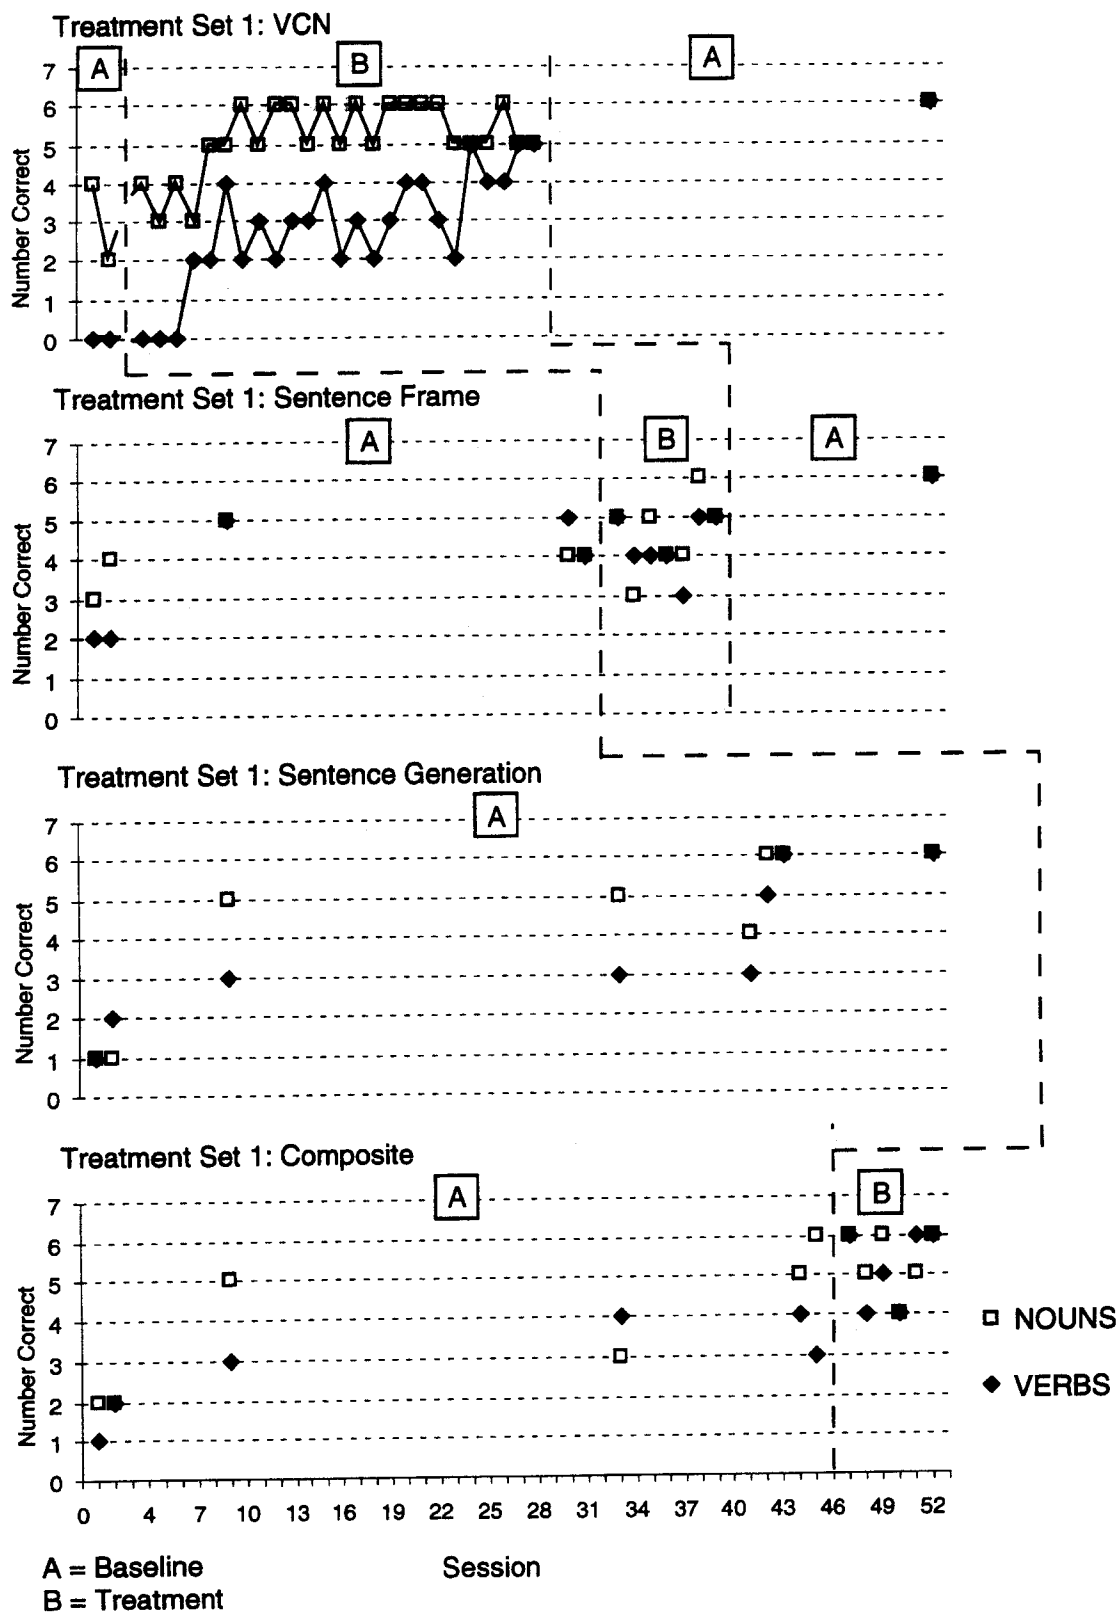 Treatment Set 1: VCN
A
B
A
7
6
5
4
3
2
1
0
Number Correct
Treatment Set 1: Sentence Frame
A
B
A
7
6
5
4
3
2
1
0
Number Correct
Treatment Set 1: Sentence Generation
A
7
6
5
4
3
2
1
0
Number Correct
Treatment Set 1: Composite
A
B
7
6
5
4
3
2
1
0
Number Correct
NOUNS
VERBS
0 4 7 10 13 16 19 22 25 28 31 34 37 40 43 46 49 52
A = Baseline Session
B = Treatment